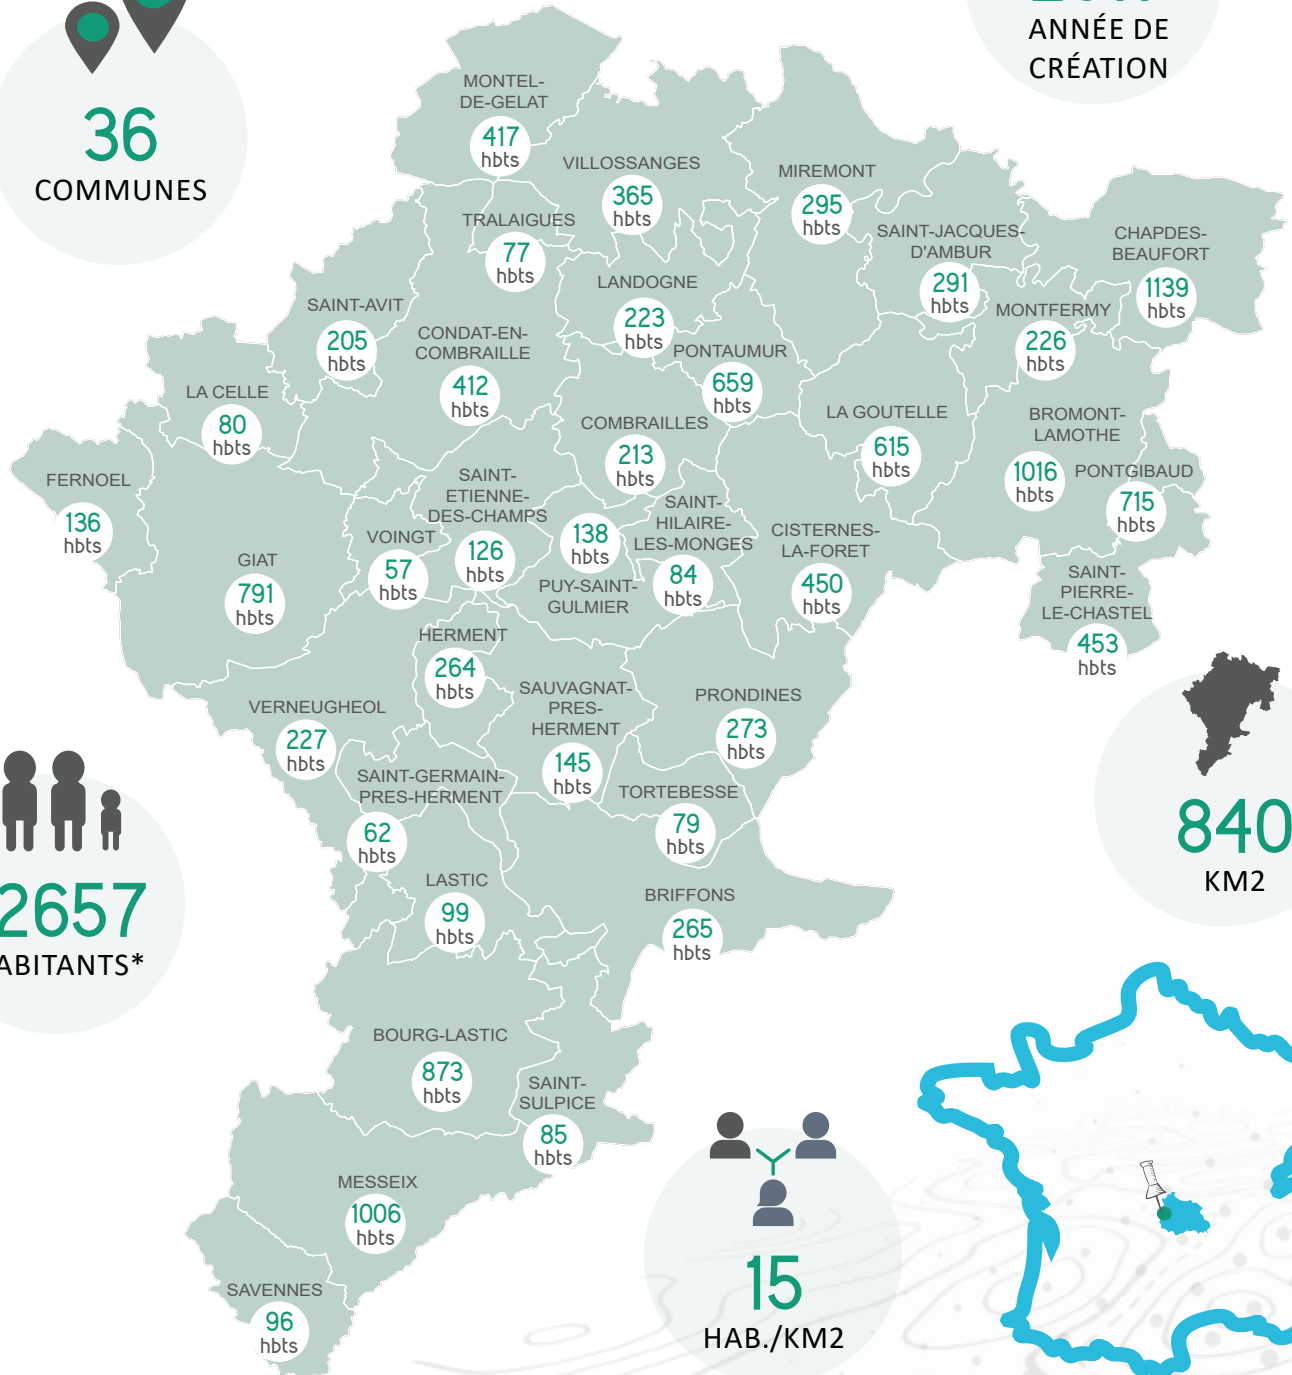 ANNÉE DE
CRÉATION
36
COMMUNES
MONTEL-
DE-GELAT
417
hbts
VILLOSSANGES
365
hbts
MIREMONT
295
hbts
TRALAIGUES
77
hbts
SAINT-JACQUES-
D'AMBUR
291
hbts
CHAPDES-
BEAUFORT
1139
hbts
LANDOGNE
223
hbts
SAINT-AVIT
205
hbts
MONTFERMY
226
hbts
CONDAT-EN-
COMBRAILLE
412
hbts
PONTAUMUR
659
hbts
LA CELLE
80
hbts
COMBRAILLES
213
hbts
LA GOUTELLE
615
hbts
BROMONT-
LAMOTHE
1016
hbts
PONTGIBAUD
715
hbts
FERNOEL
136
hbts
SAINT-
ETIENNE-
DES-CHAMPS
126
hbts
SAINT-
HILAIRE-
LES-MONGES
84
hbts
VOINGT
57
hbts
138
hbts
PUY-SAINT-
GULMIER
CISTERNES-
LA-FORET
450
hbts
GIAT
791
hbts
SAINT-
PIERRE-
LE-CHASTEL
453
hbts
HERMENT
264
hbts
SAUVAGNAT-
PRES-
HERMENT
145
hbts
PRONDINES
273
hbts
VERNEUGHEOL
227
hbts
SAINT-GERMAIN-
PRES-HERMENT
62
hbts
TORTEBESSE
79
hbts
840
KM2
LASTIC
99
hbts
BRIFFONS
265
hbts
2657
ABITANTS*
BOURG-LASTIC
873
hbts
SAINT-
SULPICE
85
hbts
MESSEIX
1006
hbts
SAVENNES
96
hbts
15
HAB./KM2